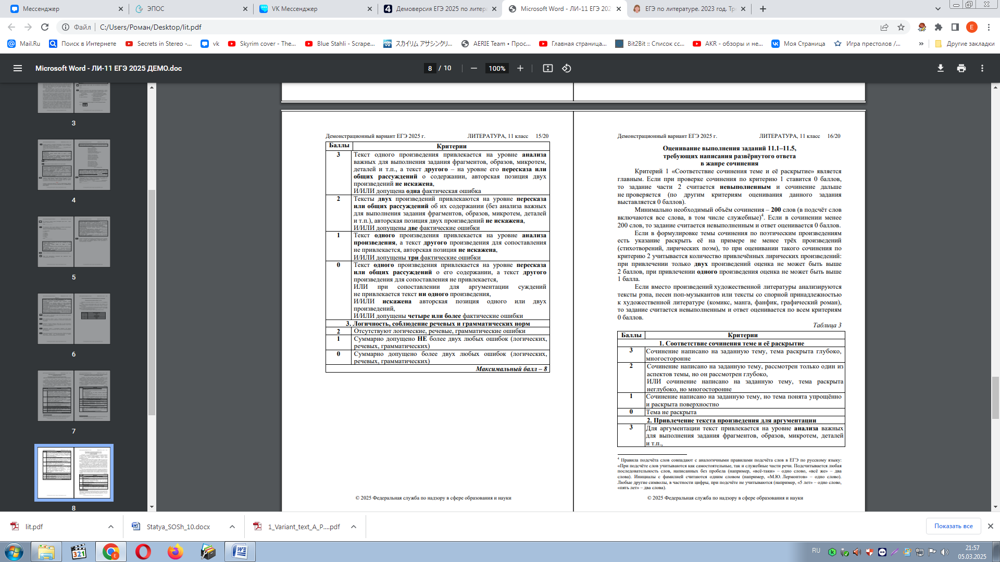 Мессенджер
ЭПОС
VK Мессенджер
Демоверсия ЕГЭ 2025 по литера
Microsoft Word - ЛИ-11 ЕГЭ 202
ЕГЭ по литературе. 2023 год. Тре
Файл
C:/Users/Роман/Desktop/lit.pdf
E
Mail.Ru
Поиск в Интернете
Secrets in Stereo -...
vk
Skyrim cover - The...
Blue Stahli - Scrape...
スカイリム アサシンクリ...
AERIE Team • Прос...
Главная страница...
Bit2Bit :: Список сс...
AKR - обзоры и не...
Моя Страница
Игра престолов /...
»
Другие закладки
Microsoft Word - ЛИ-11 ЕГЭ 2025 ДЕМО.doc
8 / 10
100%
3
4
5
6
7
8
Демонстрационный вариант ЕГЭ 2025 г. ЛИТЕРАТУРА, 11 класс 15/20
Баллы Критерии
3 Текст одного произведения привлекается на уровне анализа
важных для выполнения задания фрагментов, образов, микротем,
деталей и т.п., а текст другого – на уровне его пересказа или
общих рассуждений о содержании, авторская позиция двух
произведений не искажена,
И/ИЛИ допущена одна фактическая ошибка
2 Тексты двух произведений привлекаются на уровне пересказа
или общих рассуждений об их содержании (без анализа важных
для выполнения задания фрагментов, образов, микротем, деталей
и т.п.), авторская позиция двух произведений не искажена,
И/ИЛИ допущены две фактические ошибки
1 Текст одного произведения привлекается на уровне анализа
произведения, а текст другого произведения для сопоставления
не привлекается, авторская позиция не искажена,
И/ИЛИ допущены три фактические ошибки
0 Текст одного произведения привлекается на уровне пересказа
или общих рассуждений о его содержании, а текст другого
произведения для сопоставления не привлекается,
ИЛИ при сопоставлении для аргументации суждений
не привлекается текст ни одного произведения,
И/ИЛИ искажена авторская позиция одного или двух
произведений,
И/ИЛИ допущены четыре или более фактические ошибки
3. Логичность, соблюдение речевых и грамматических норм
2 Отсутствуют логические, речевые, грамматические ошибки
1 Суммарно допущено НЕ более двух любых ошибок (логических,
речевых, грамматических)
0 Суммарно допущено более двух любых ошибок (логических,
речевых, грамматических)
Максимальный балл – 8
© 2025 Федеральная служба по надзору в сфере образования и науки
Демонстрационный вариант ЕГЭ 2025 г. ЛИТЕРАТУРА, 11 класс 16/20
Оценивание выполнения заданий 11.1–11.5,
требующих написания развёрнутого ответа
в жанре сочинения
Критерий 1 «Соответствие сочинения теме и её раскрытие» является
главным. Если при проверке сочинения по критерию 1 ставится 0 баллов,
то задание части 2 считается невыполненным и сочинение дальше
не проверяется (по другим критериям оценивания данного задания
выставляется 0 баллов).
Минимально необходимый объём сочинения – 200 слов (в подсчёт слов
включаются все слова, в том числе служебные)4. Если в сочинении менее
200 слов, то задание считается невыполненным и ответ оценивается 0 баллов.
Если в формулировке темы сочинения по поэтическим произведениям
есть указание раскрыть её на примере не менее трёх произведений
(стихотворений, лирических поэм), то при оценивании такого сочинения по
критерию 2 учитывается количество привлечённых лирических произведений:
при привлечении только двух произведений оценка не может быть выше
2 баллов, при привлечении одного произведения оценка не может быть выше
1 балла.
Если вместо произведений художественной литературы анализируются
тексты рэпа, песен поп-музыкантов или тексты со спорной принадлежностью
к художественной литературе (комикс, манга, фанфик, графический роман),
то задание считается невыполненным и ответ оценивается по всем критериям
0 баллов.
Таблица 3
Баллы Критерии
1. Соответствие сочинения теме и её раскрытие
3 Сочинение написано на заданную тему, тема раскрыта глубоко,
многосторонне
2 Сочинение написано на заданную тему, рассмотрен только один из
аспектов темы, но он рассмотрен глубоко,
ИЛИ сочинение написано на заданную тему, тема раскрыта
неглубоко, но многосторонне
1 Сочинение написано на заданную тему, но тема понята упрощённо
и раскрыта поверхностно
0 Тема не раскрыта
2. Привлечение текста произведения для аргументации
3 Для аргументации текст привлекается на уровне анализа важных
для выполнения задания фрагментов, образов, микротем, деталей
и т.п.,
4 Правила подсчёта слов совпадают с аналогичными правилами подсчёта слов в ЕГЭ по русскому языку:
«При подсчёте слов учитываются как самостоятельные, так и служебные части речи. Подсчитывается любая
последовательность слов, написанных без пробела (например, «всё-таки» – одно слово, «всё же» – два
слова). Инициалы с фамилией считаются одним словом (например, «М.Ю. Лермонтов» – одно слово).
Любые другие символы, в частности цифры, при подсчёте не учитываются (например, «5 лет» – одно слово,
«пять лет» – два слова).
© 2025 Федеральная служба по надзору в сфере образования и науки
lit.pdf
Statya_SOSh_10.docx
1_Variant_text_A_P....pdf
Показать все
321
RU
21:57
05.03.2025